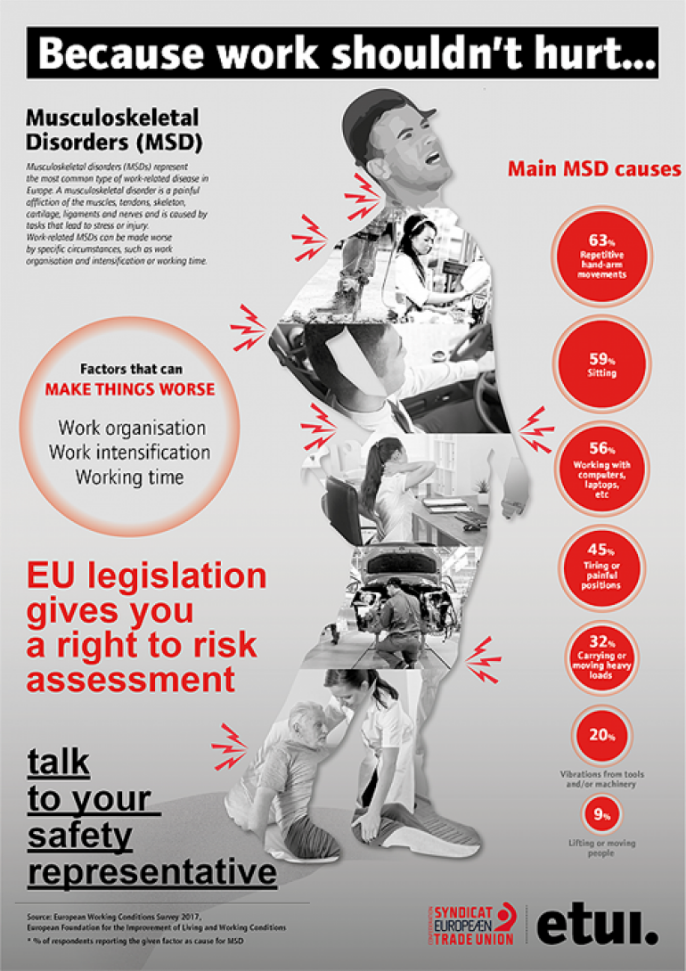 Because work shouldn't hurt...
Musculoskeletal
Disorders (MSD)
Musculoskeletal disorders (MSDs) represent
the most common type of work-related disease in
Europe. A musculoskeletal disorder is a painful
affliction of the muscles, tendons, skeleton,
cartilage, ligaments and nerves and is caused by
tasks that lead to stress or injury.
Work-related MSDs can be made worse
by specific circumstances, such as work
organisation and intensification or working time.
Main MSD causes
63%
Repetitive
hand-arm
movements
59%
Sitting
56%
Working with
computers,
laptops,
etc
45%
Tiring or
painful
positions
32%
Carrying or
moving heavy
loads
20%
Vibrations from tools
and/or machinery
9%
Lifting or moving
people
Factors that can
MAKE THINGS WORSE
Work organisation
Work intensification
Working time
EU legislation
gives you
a right to risk
assessment
talk
to your
safety
representative
Source: European Working Conditions Survey 2017,
European Foundation for the Improvement of Living and Working Conditions
* % of respondents reporting the given factor as cause for MSD
CONFEDERATION
SYNDICAT
EUROPEAN
TRADE UNION
etui.